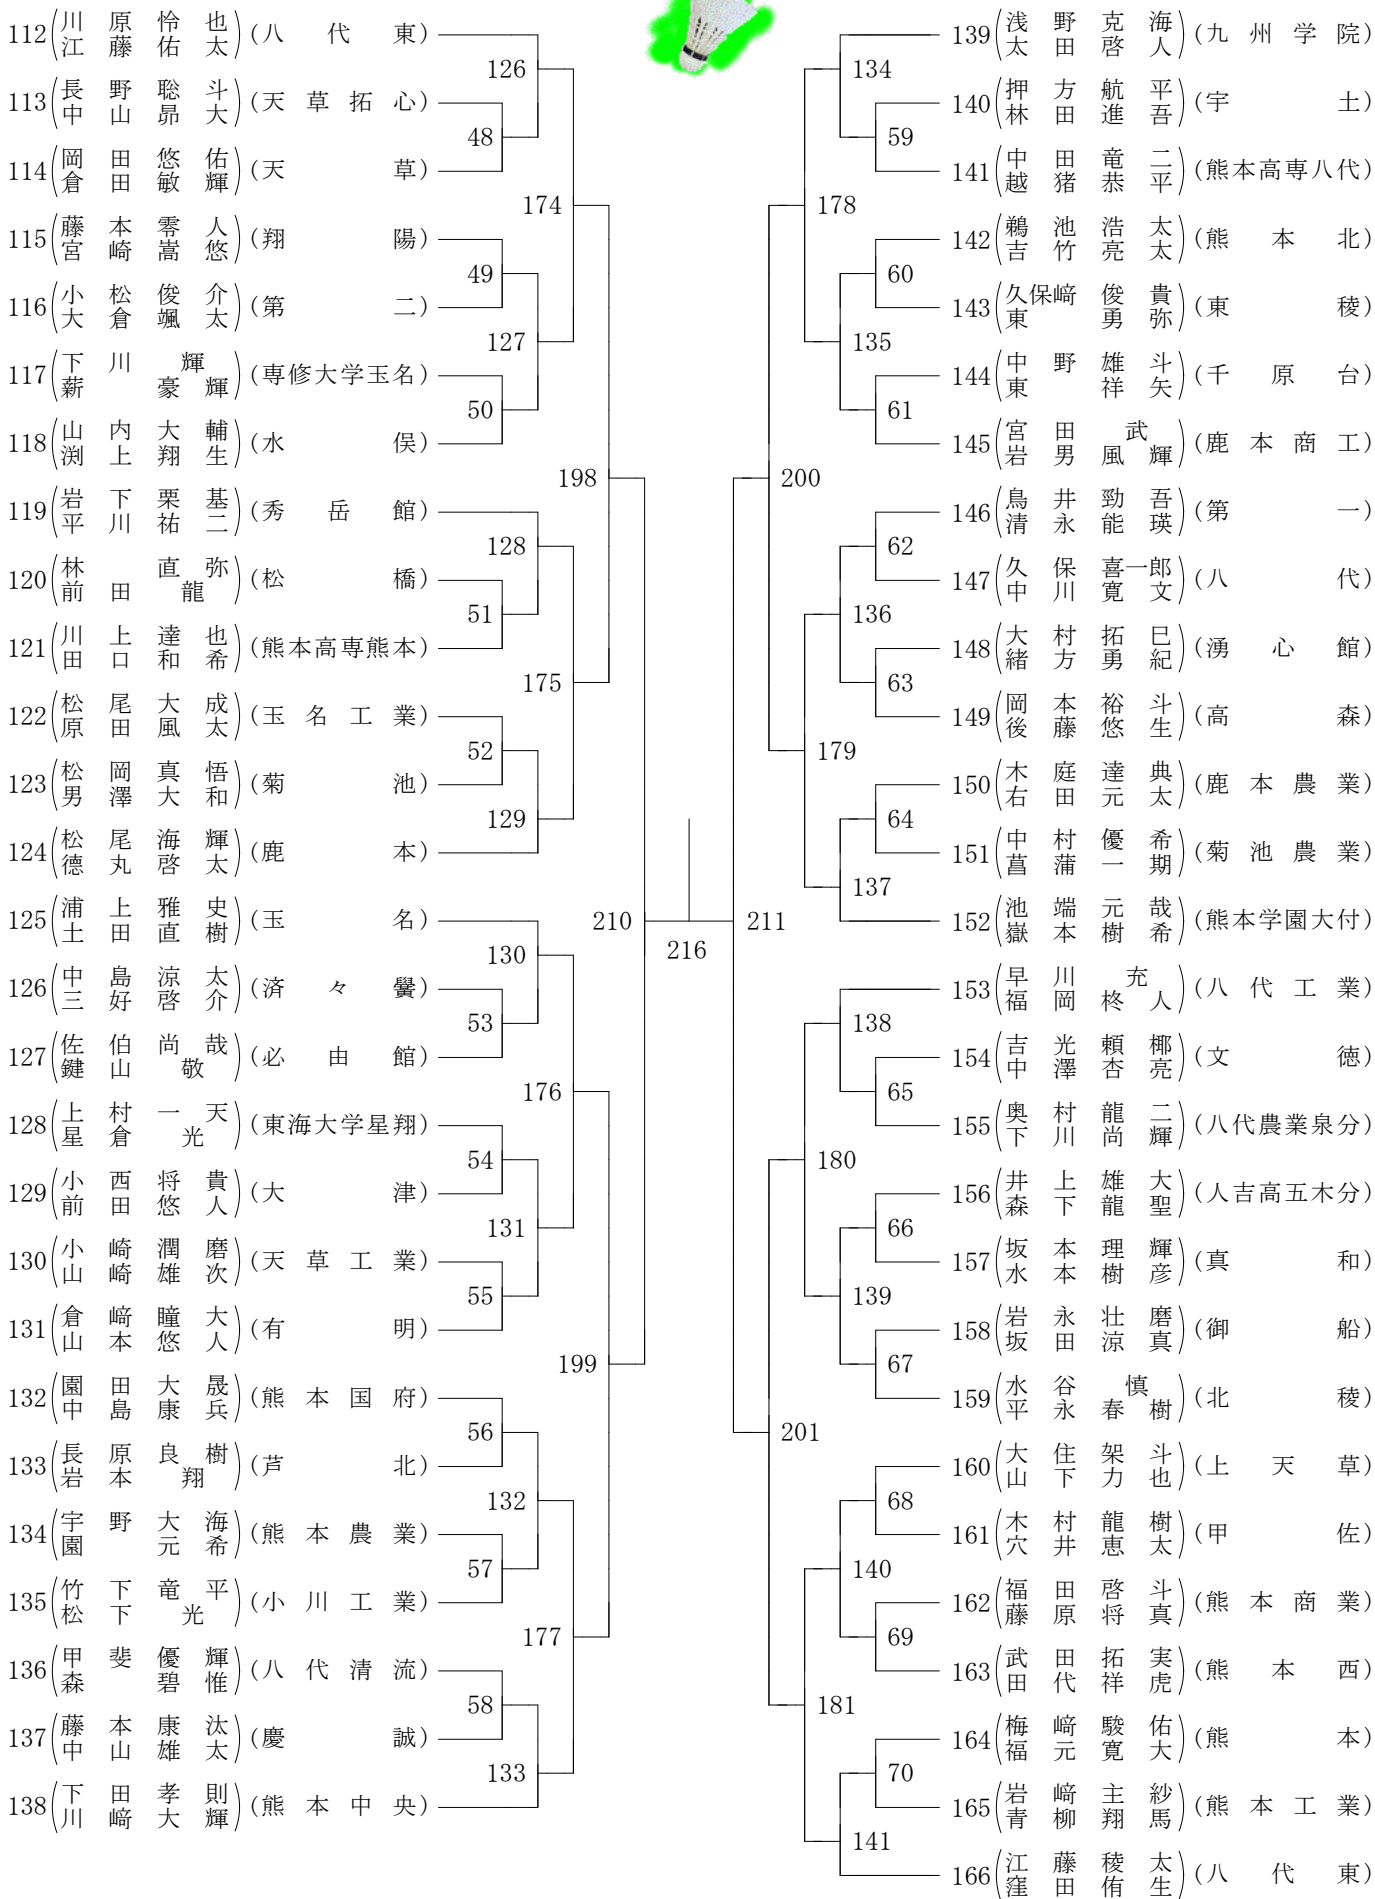 112 川原怜也 江藤佑太 (八代東)
126
113 長野聡斗 中山昴大 (天草拓心)
48
114 岡田悠佑 倉田敏輝 (天草)
174
115 藤本零人 宮崎嵩悠 (翔陽)
49
116 小松俊介 大倉颯太 (第二)
127
117 下川輝 薪豪輝 (専修大学玉名)
50
118 山内大輔 渕上翔生 (水俣)
198
119 岩下栗基 平川祐二 (秀岳館)
128
120 林直弥 前田龍 (松橋)
51
121 川上達也 田口和希 (熊本高専熊本)
175
122 松尾大成 原田風太 (玉名工業)
52
123 松岡真悟 男澤大和 (菊池)
129
124 松尾海輝 德丸啓太 (鹿本)
125 浦上雅史 土田直樹 (玉名)
210
130
126 中島涼太 三好啓介 (済々黌)
53
127 佐伯尚哉 鍵山敬 (必由館)
176
128 上村一天 星倉光 (東海大学星翔)
54
129 小西将貴 前田悠人 (大津)
131
130 小崎潤磨 山崎雄次 (天草工業)
55
131 倉﨑瞳大 山本悠人 (有明)
199
132 園田大晟 中島康兵 (熊本国府)
56
133 長原良樹 岩本翔 (芦北)
132
134 宇野大海 園元希 (熊本農業)
57
135 竹下竜平 松下光 (小川工業)
177
136 甲斐優輝 森碧惟 (八代清流)
58
137 藤本康汰 中山雄太 (慶誠)
133
138 下田孝則 川﨑大輝 (熊本中央)
216
139 浅野克海 太田啓人 (九州学院)
134
140 押方航平 林田進吾 (宇土)
59
141 中田竜二 越猪恭平 (熊本高専八代)
178
142 鵜池浩太 吉竹亮太 (熊本北)
60
143 久保﨑俊貴 東勇弥 (東稜)
135
144 中野雄斗 東祥矢 (千原台)
61
145 宮田武 岩男風輝 (鹿本商工)
200
146 鳥井勁吾 清永能瑛 (第一)
62
147 久保喜一郎 中川寛文 (八代)
136
148 大村拓巳 緒方勇紀 (湧心館)
63
149 岡本裕斗 後藤悠生 (高森)
179
150 木庭達典 右田元太 (鹿本農業)
64
151 中村優希 菖蒲一期 (菊池農業)
137
152 池端元哉 嶽本樹希 (熊本学園大付)
211
153 早川充 福岡柊人 (八代工業)
138
154 吉光頼椰 中澤杏亮 (文徳)
65
155 奥村龍二 下川尚輝 (八代農業泉分)
180
156 井上雄大 森下龍聖 (人吉高五木分)
66
157 坂本理輝 水本樹彦 (真和)
139
158 岩永壮磨 坂田涼真 (御船)
67
159 水谷慎 平永春樹 (北稜)
201
160 大住架斗 山下力也 (上天草)
68
161 木村龍樹 穴井恵太 (甲佐)
140
162 福田啓斗 藤原将真 (熊本商業)
69
163 武田拓実 田代祥虎 (熊本西)
181
164 梅﨑駿佑 福元寛大 (熊本)
70
165 岩﨑主紗 青柳翔馬 (熊本工業)
141
166 江藤稜太 窪田侑生 (八代東)